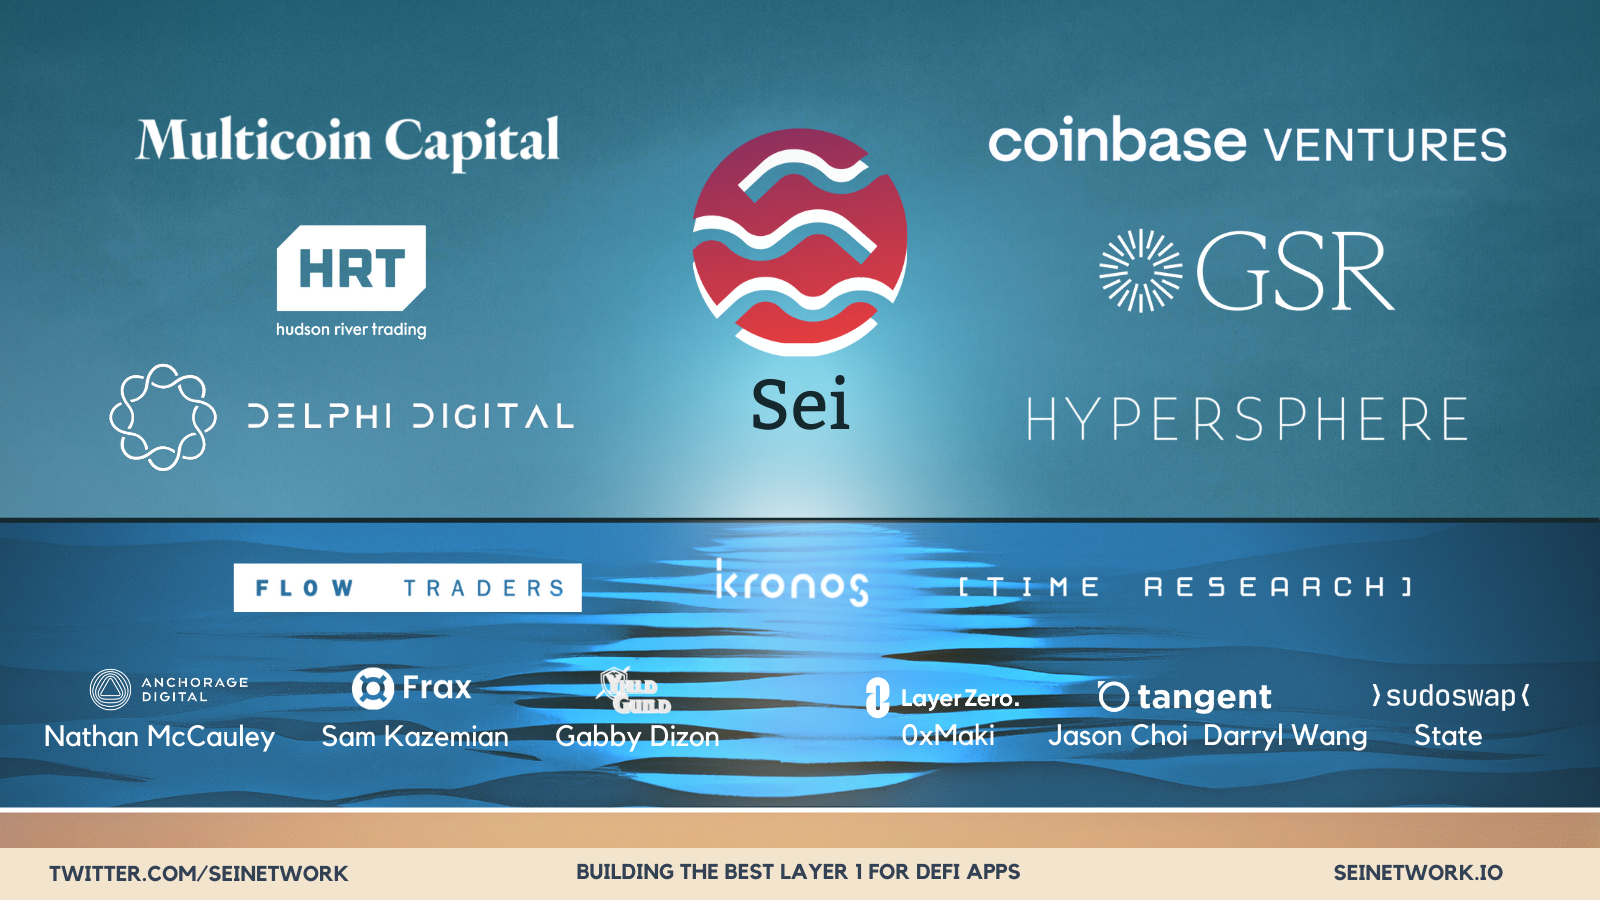 Multicoin Capital
coinbase VENTURES
HRT
hudson river trading
GSR
DELPHI DIGITAL
Sei
HYPERSPHERE
FLOW TRADERS
kronos
[TIME RESEARCH]
ANCHORAGE
DIGITAL
Nathan McCauley
Frax
Sam Kazemian
YIELD
GUILD
Gabby Dizon
LayerZero.
0xMaki
tangent
Jason Choi Darryl Wang
sudoswap
State
TWITTER.COM/SEINETWORK
BUILDING THE BEST LAYER 1 FOR DEFI APPS
SEINETWORK.IO